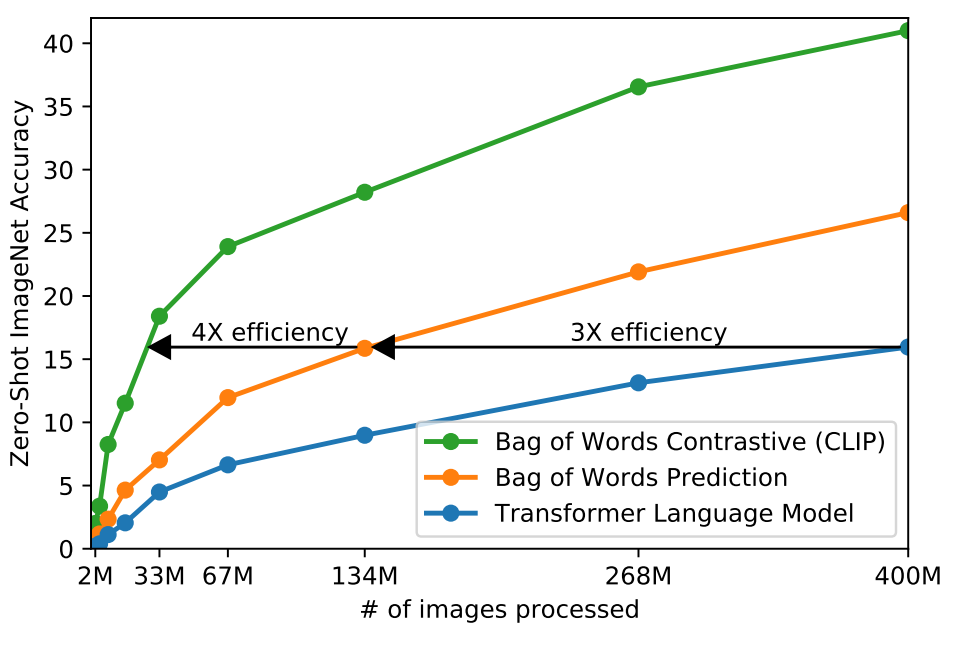 Zero-Shot ImageNet Accuracy
40
35
30
25
20
15
10
5
0
4X efficiency
3X efficiency
Bag of Words Contrastive (CLIP)
Bag of Words Prediction
Transformer Language Model
2M 33M 67M 134M 268M 400M
# of images processed